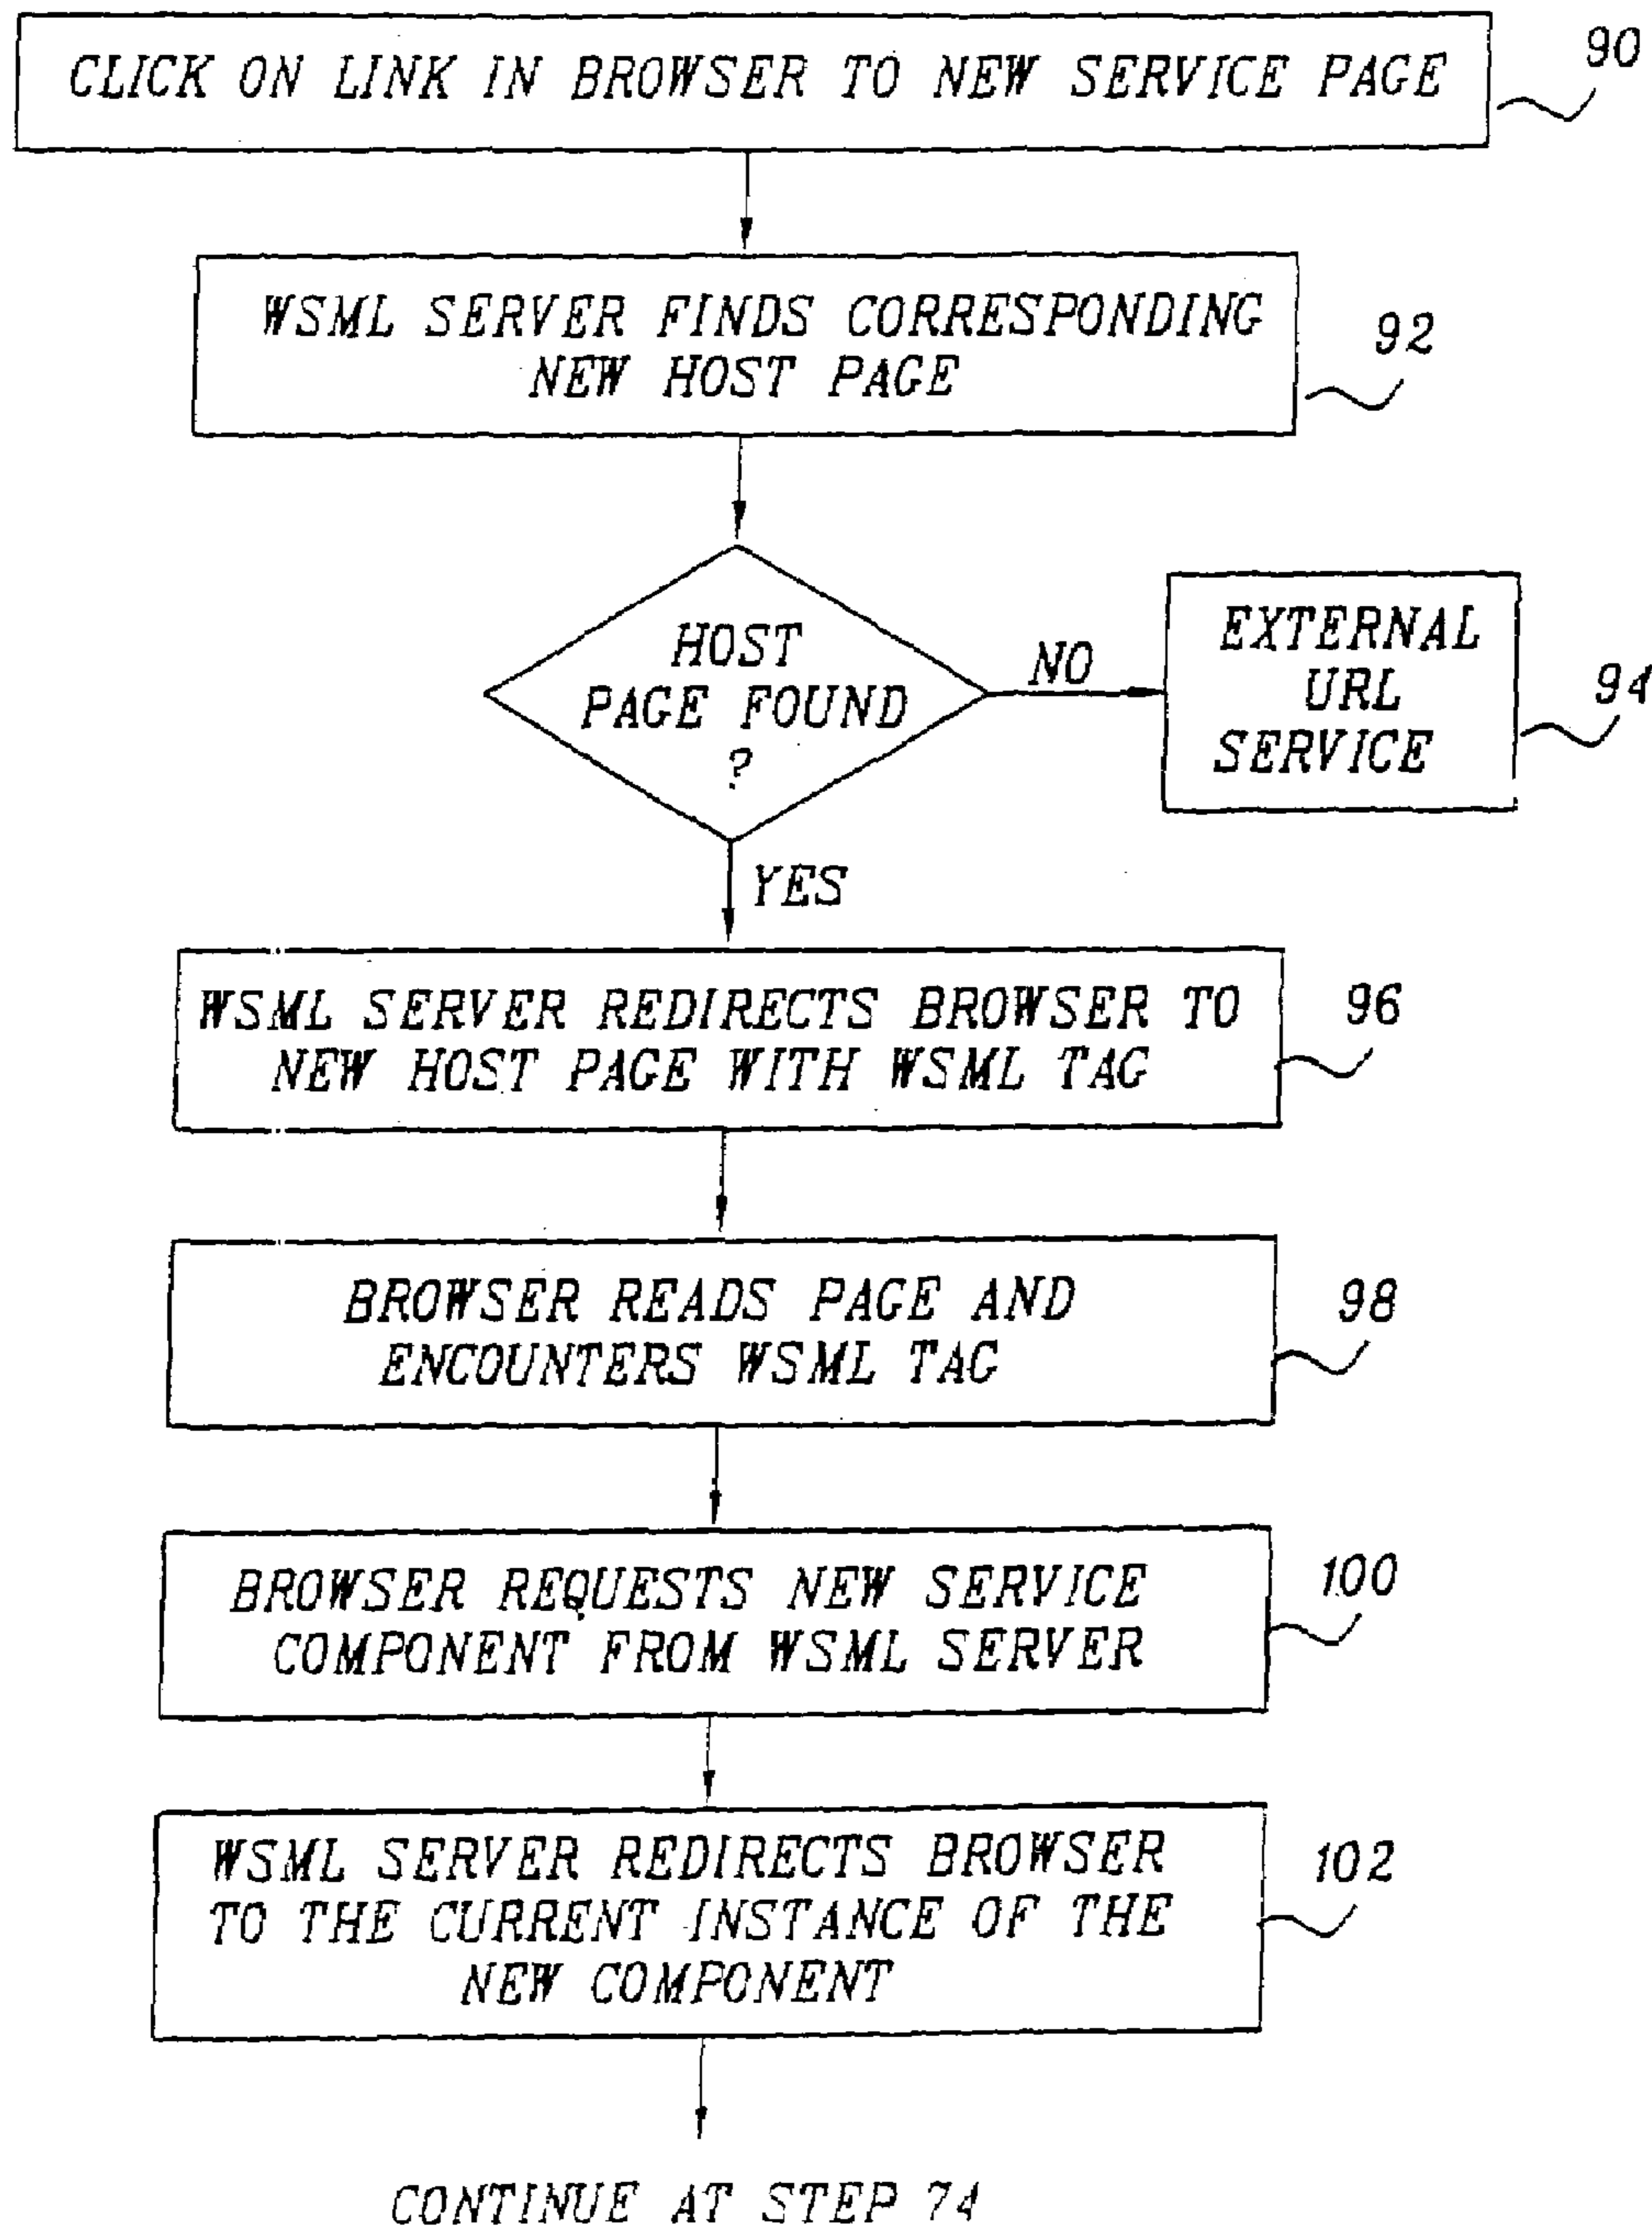 CLICK ON LINK IN BROWSER TO NEW SERVICE PAGE
90
WSML SERVER FINDS CORRESPONDING
NEW HOST PAGE
92
HOST
PAGE FOUND
?
NO
EXTERNAL
URL
SERVICE
94
YES
WSML SERVER REDIRECTS BROWSER TO
NEW HOST PAGE WITH WSML TAG
96
BROWSER READS PAGE AND
ENCOUNTERS WSML TAG
98
BROWSER REQUESTS NEW SERVICE
COMPONENT FROM WSML SERVER
100
WSML SERVER REDIRECTS BROWSER
TO THE CURRENT INSTANCE OF THE
NEW COMPONENT
102
CONTINUE AT STEP 74